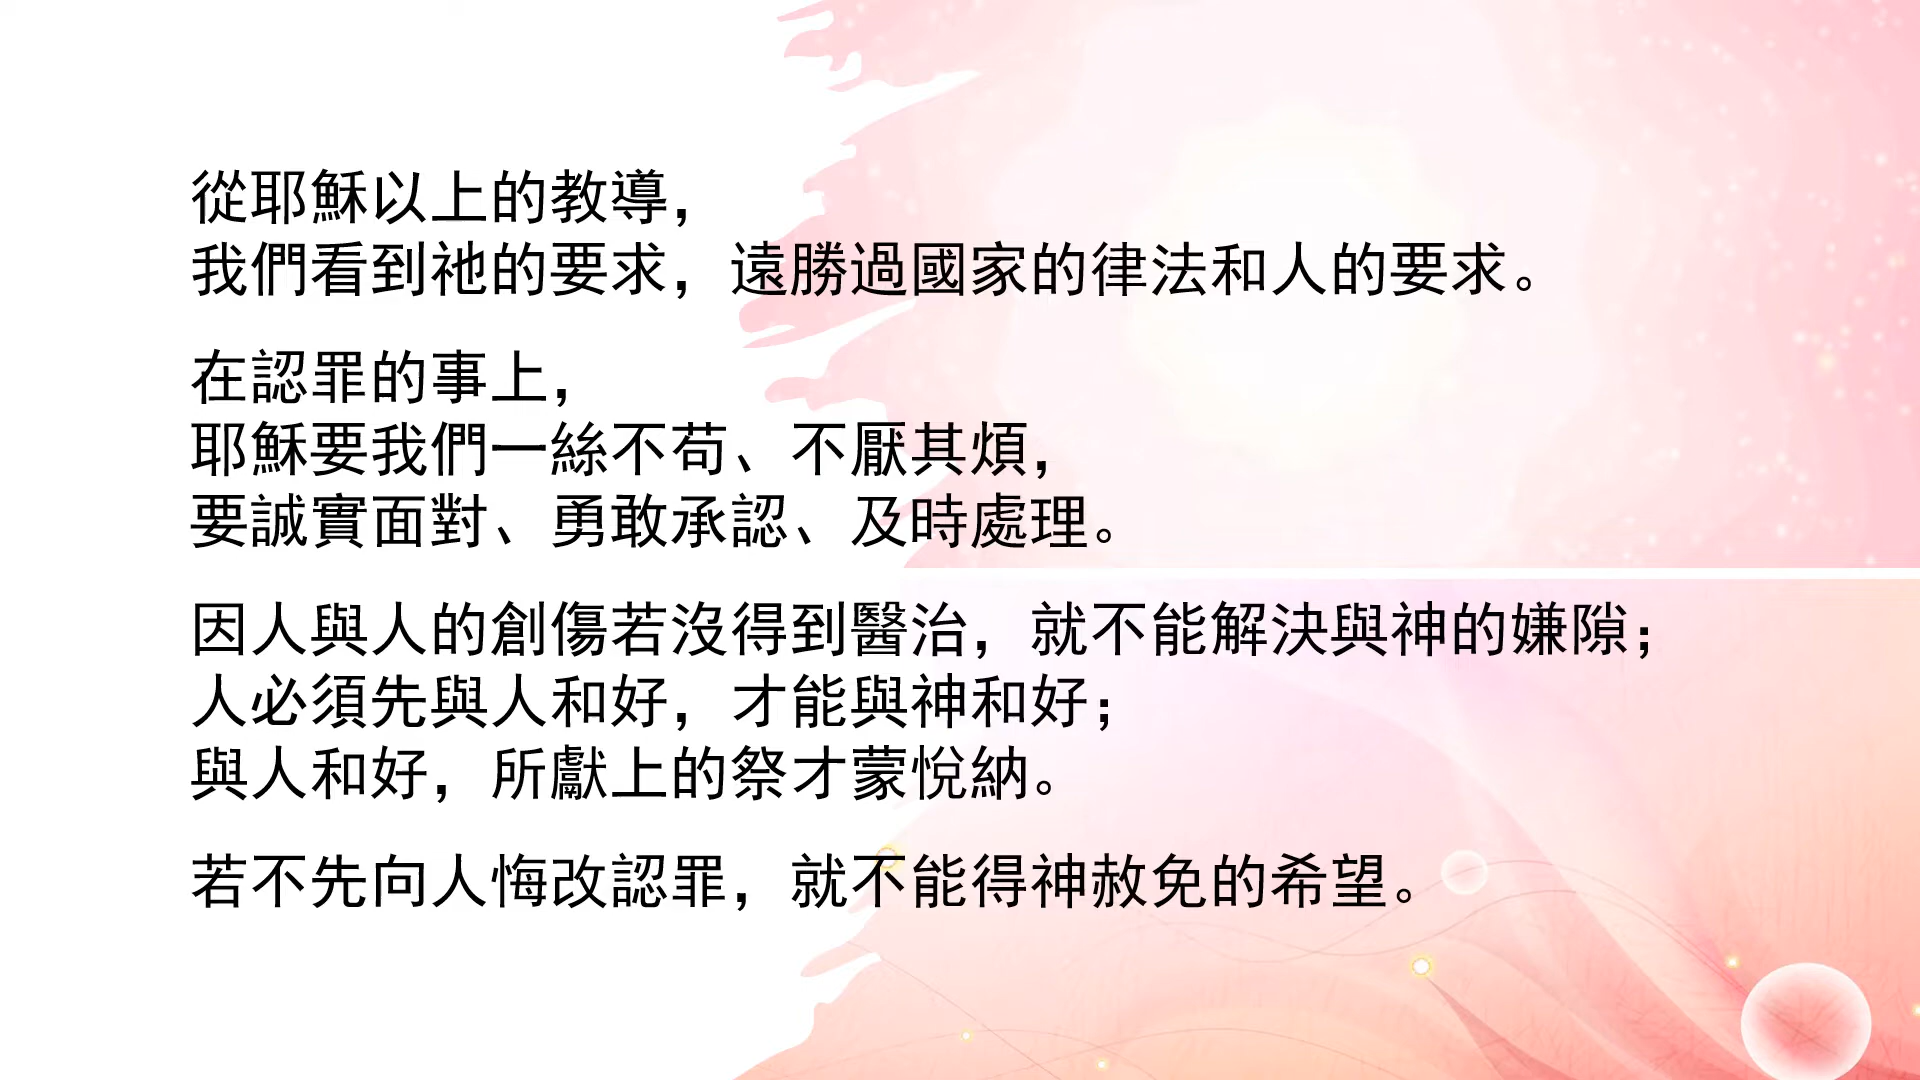 從耶穌以上的教導，
我們看到祂的要求，遠勝過國家的律法和人的要求。
在認罪的事上，
耶穌要我們一絲不苟、不厭其煩，
要誠實面對、勇敢承認、及時處理。
因人與人的創傷若沒得到醫治，就不能解決與神的嫌隙；
人必須先與人和好，才能與神和好；
與人和好，所獻上的祭才蒙悅納。
若不先向人悔改認罪，就不能得神赦免的希望。